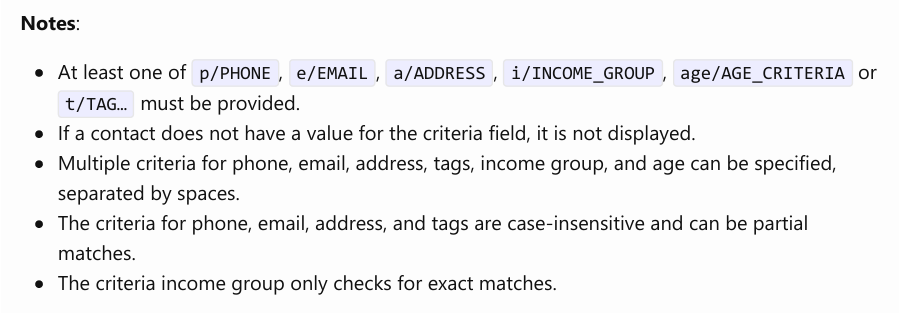 Notes:
At least one of p/PHONE, e/EMAIL, a/ADDRESS, i/INCOME_GROUP, age/AGE_CRITERIA or
t/TAG… must be provided.
If a contact does not have a value for the criteria field, it is not displayed.
Multiple criteria for phone, email, address, tags, income group, and age can be specified,
separated by spaces.
The criteria for phone, email, address, and tags are case-insensitive and can be partial
matches.
The criteria income group only checks for exact matches.